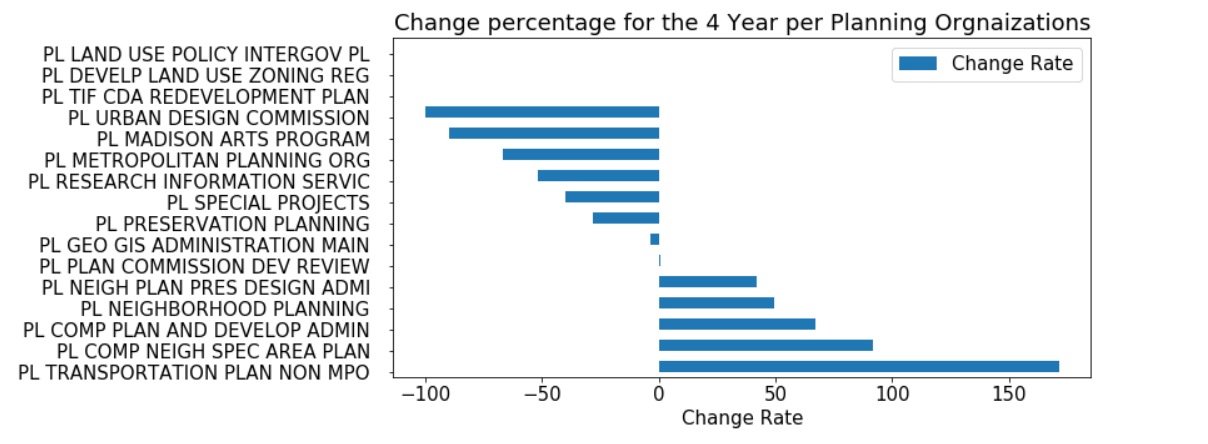 Change percentage for the 4 Year per Planning Orgnaizations
PL LAND USE POLICY INTERGOV PL
PL DEVELP LAND USE ZONING REG
PL TIF CDA REDEVELOPMENT PLAN
PL URBAN DESIGN COMMISSION
PL MADISON ARTS PROGRAM
PL METROPOLITAN PLANNING ORG
PL RESEARCH INFORMATION SERVIC
PL SPECIAL PROJECTS
PL PRESERVATION PLANNING
PL GEO GIS ADMINISTRATION MAIN
PL PLAN COMMISSION DEV REVIEW
PL NEIGH PLAN PRES DESIGN ADMI
PL NEIGHBORHOOD PLANNING
PL COMP PLAN AND DEVELOP ADMIN
PL COMP NEIGH SPEC AREA PLAN
PL TRANSPORTATION PLAN NON MPO
Change Rate
−100 −50 0 50 100 150
Change Rate